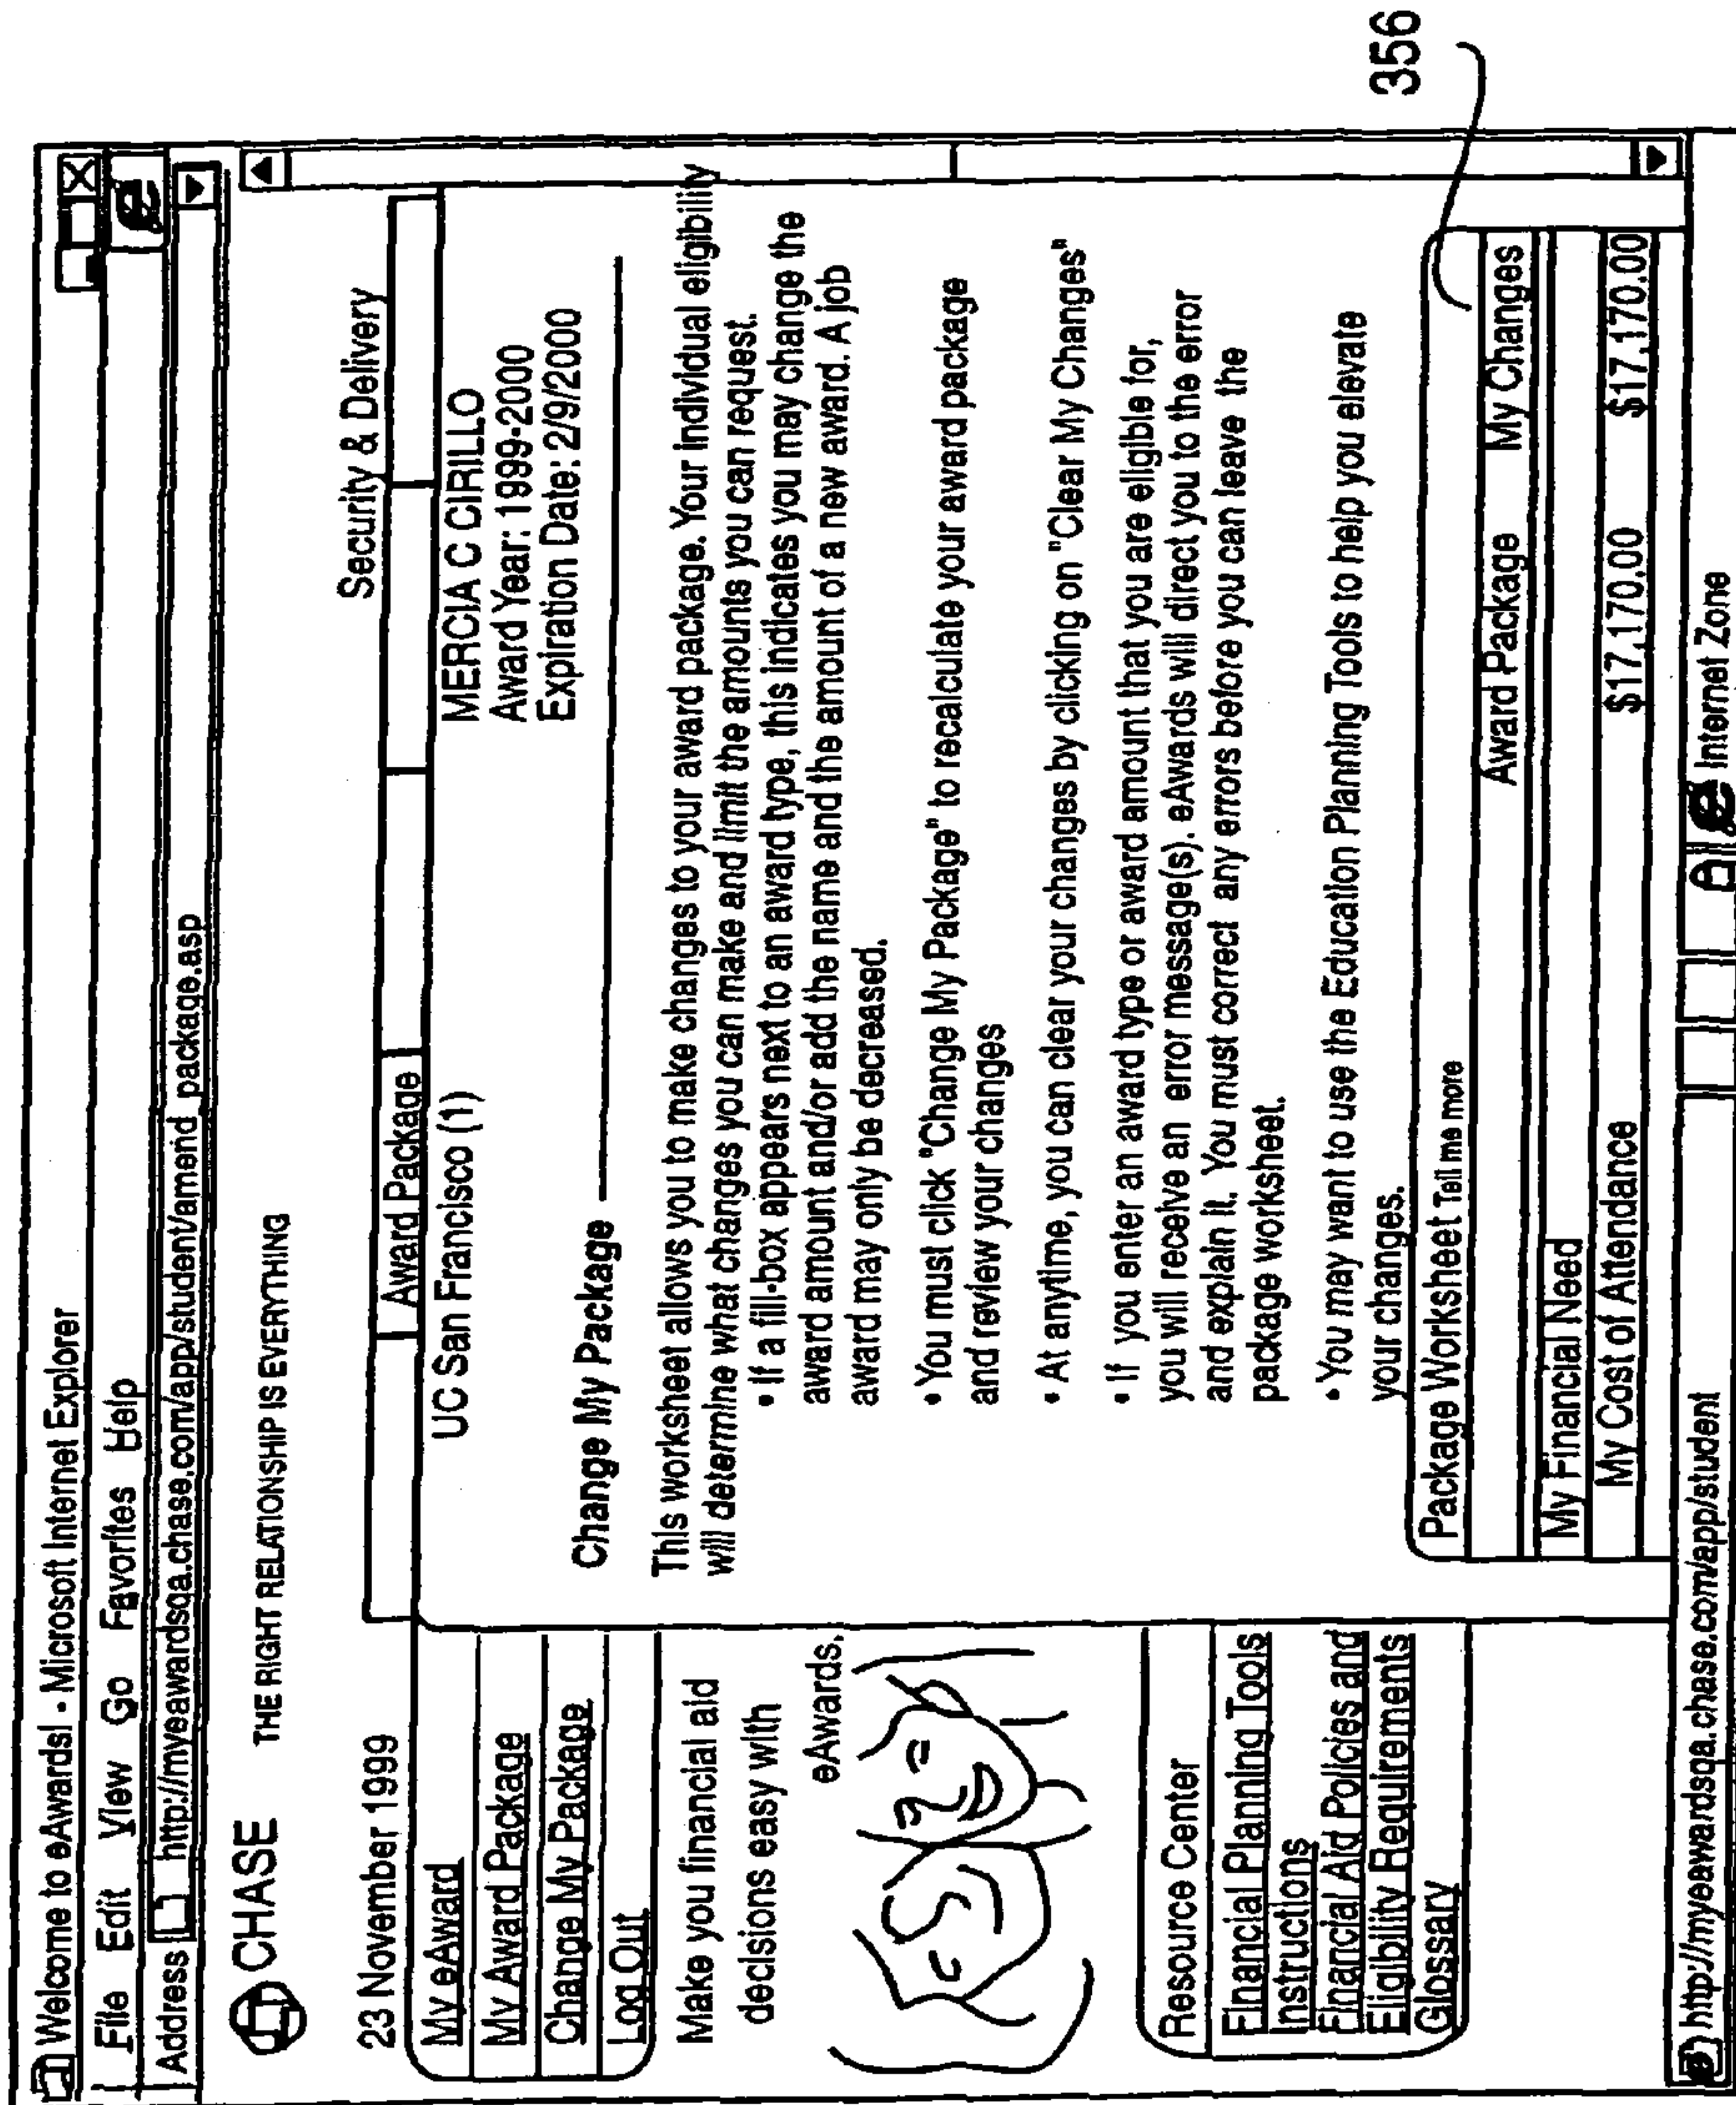 Welcome to eAwards! - Microsoft Internet Explorer
File Edit View Go Favorites Help
Address http://myeawardsqa.chase.com/app/student/amend_package.asp
CHASE THE RIGHT RELATIONSHIP IS EVERYTHING
Security & Delivery
23 November 1999
My eAward
My Award Package
Change My Package
Log Out
Make you financial aid
decisions easy with
eAwards.
Resource Center
Financial Planning Tools
Instructions
Financial Aid Policies and
Eligibility Requirements
Glossary
Award Package
UC San Francisco (1)
MERCIA C CIRILLO
Award Year: 1999-2000
Expiration Date: 2/9/2000
Change My Package
This worksheet allows you to make changes to your award package. Your individual eligibility
will determine what changes you can make and limit the amounts you can request.
• If a fill-box appears next to an award type, this indicates you may change the
award amount and/or add the name and the amount of a new award. A job
award may only be decreased.
• You must click "Change My Package" to recalculate your award package
and review your changes
• At anytime, you can clear your changes by clicking on "Clear My Changes"
• If you enter an award type or award amount that you are eligible for,
you will receive an error message(s). eAwards will direct you to the error
and explain it. You must correct any errors before you can leave the
package worksheet.
• You may want to use the Education Planning Tools to help you elevate
your changes.
Package Worksheet Tell me more
Award Package My Changes
My Financial Need
My Cost of Attendance $17,170.00 $17,170.00
356
http://myeawardsqa.chase.com/app/student
Internet Zone